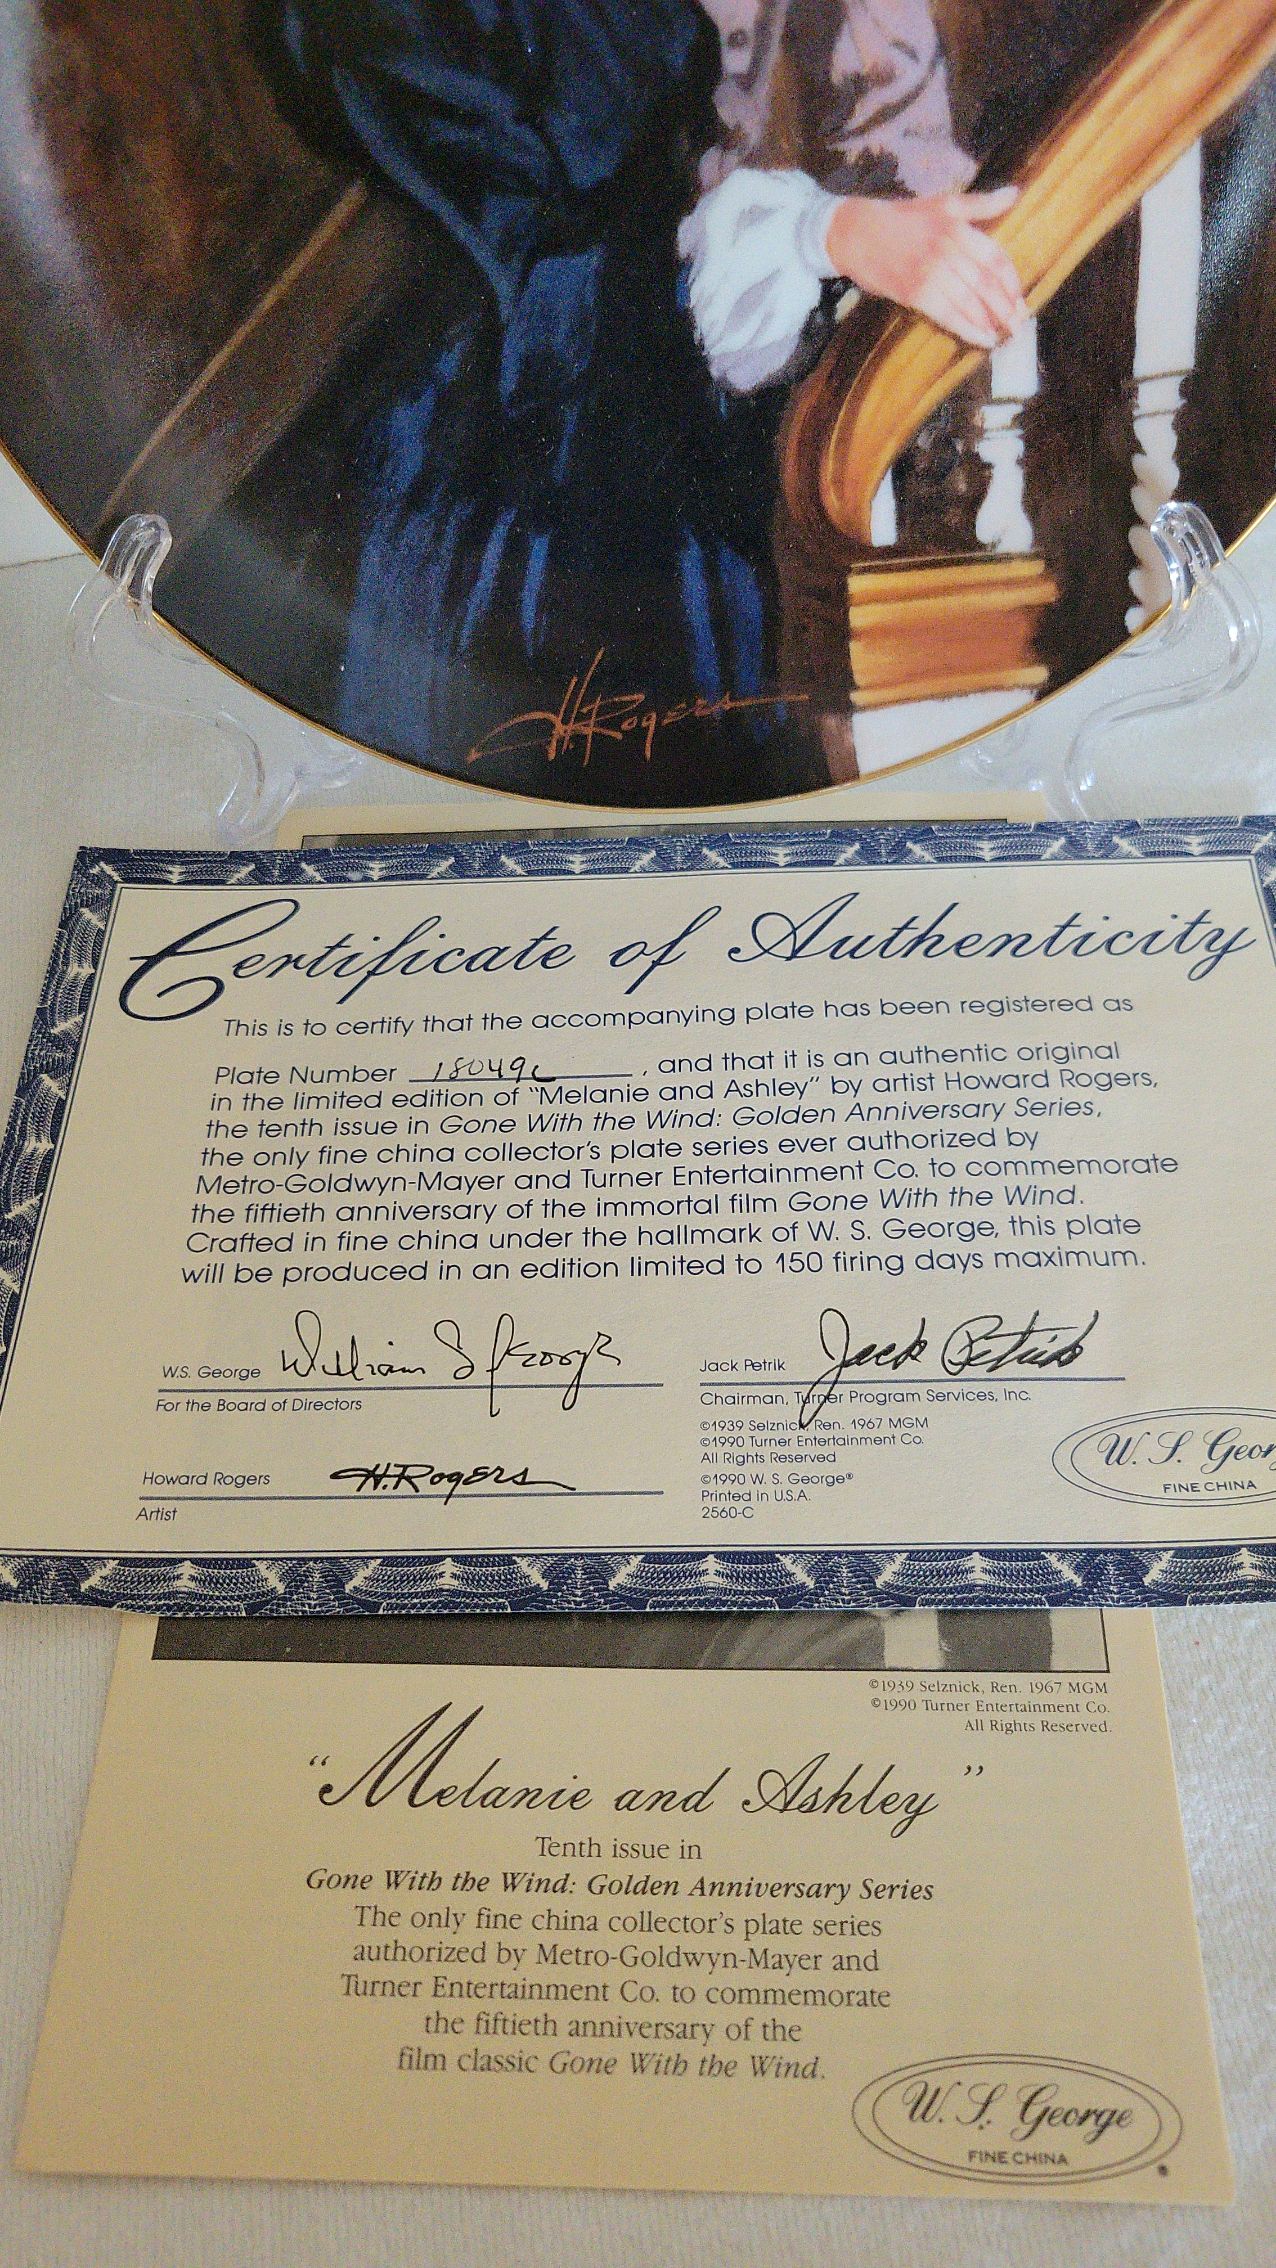 H. Rogers
Certificate of Authenticity
This is to certify that the accompanying plate has been registered as
Plate Number 18049c, and that it is an authentic original
in the limited edition of "Melanie and Ashley" by artist Howard Rogers,
the tenth issue in Gone With the Wind: Golden Anniversary Series,
the only fine china collector's plate series ever authorized by
Metro-Goldwyn-Mayer and Turner Entertainment Co. to commemorate
the fiftieth anniversary of the immortal film Gone With the Wind.
Crafted in fine china under the hallmark of W. S. George, this plate
will be produced in an edition limited to 150 firing days maximum.
W.S. George William S George
For the Board of Directors
Howard Rogers H. Rogers
Artist
Jack Petrik Jack Petrik
Chairman, Turner Program Services, Inc.
©1939 Selznick, Ren. 1967 MGM
©1990 Turner Entertainment Co.
All Rights Reserved
©1990 W. S. George®
Printed in U.S.A.
2560-C
W. S. Geor
FINE CHINA
©1939 Selznick, Ren. 1967 MGM
©1990 Turner Entertainment Co.
All Rights Reserved.
"Melanie and Ashley"
Tenth issue in
Gone With the Wind: Golden Anniversary Series
The only fine china collector's plate series
authorized by Metro-Goldwyn-Mayer and
Turner Entertainment Co. to commemorate
the fiftieth anniversary of the
film classic Gone With the Wind.
W. S. George
FINE CHINA
®